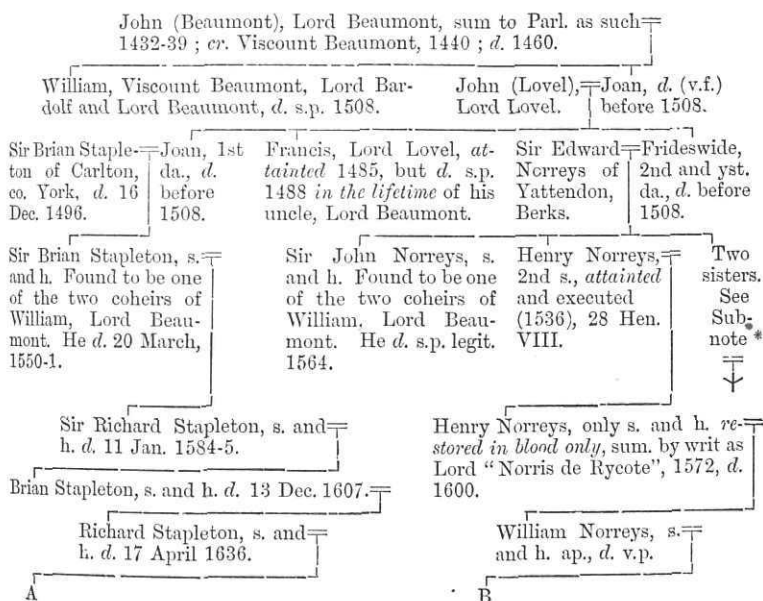 John (Beaumont), Lord Beaumont, sum to Parl. as such
1432-39 ; cr. Viscount Beaumont, 1440 ; d. 1460.
William, Viscount Beaumont, Lord Bar-
dolf and Lord Beaumont, d. s.p. 1508.
John (Lovel),
Lord Lovel.
Joan, d. (v.f.)
before 1508.
Sir Brian Staple-
ton of Carlton,
co. York, d. 16
Dec. 1496.
Joan, 1st
da., d.
before
1508.
Francis, Lord Lovel, at-
tainted 1485, but d. s.p.
1488 in the lifetime of his
uncle, Lord Beaumont.
Sir Edward
Norreys of
Yattendon,
Berks.
Frideswide,
2nd and yst.
da., d. before
1508.
Sir Brian Stapleton, s.
and h. Found to be one
of the two coheirs of
William, Lord Beau-
mont. He d. 20 March,
1550-1.
Sir John Norreys, s.
and h. Found to be one
of the two coheirs of
William, Lord Beau-
mont. He d. s.p. legit.
1564.
Henry Norreys,
2nd s., attainted
and executed
(1536), 28 Hen.
VIII.
Two
sisters.
See
Sub-
note *
Sir Richard Stapleton, s. and
h. d. 11 Jan. 1584-5.
Henry Norreys, only s. and h. re-
stored in blood only, sum. by writ as
Lord "Norris de Rycote", 1572, d.
1600.
Brian Stapleton, s. and h. d. 13 Dec. 1607.
Richard Stapleton, s. and
h. d. 17 April 1636.
William Norreys, s.
and h. ap., d. v.p.
A
B